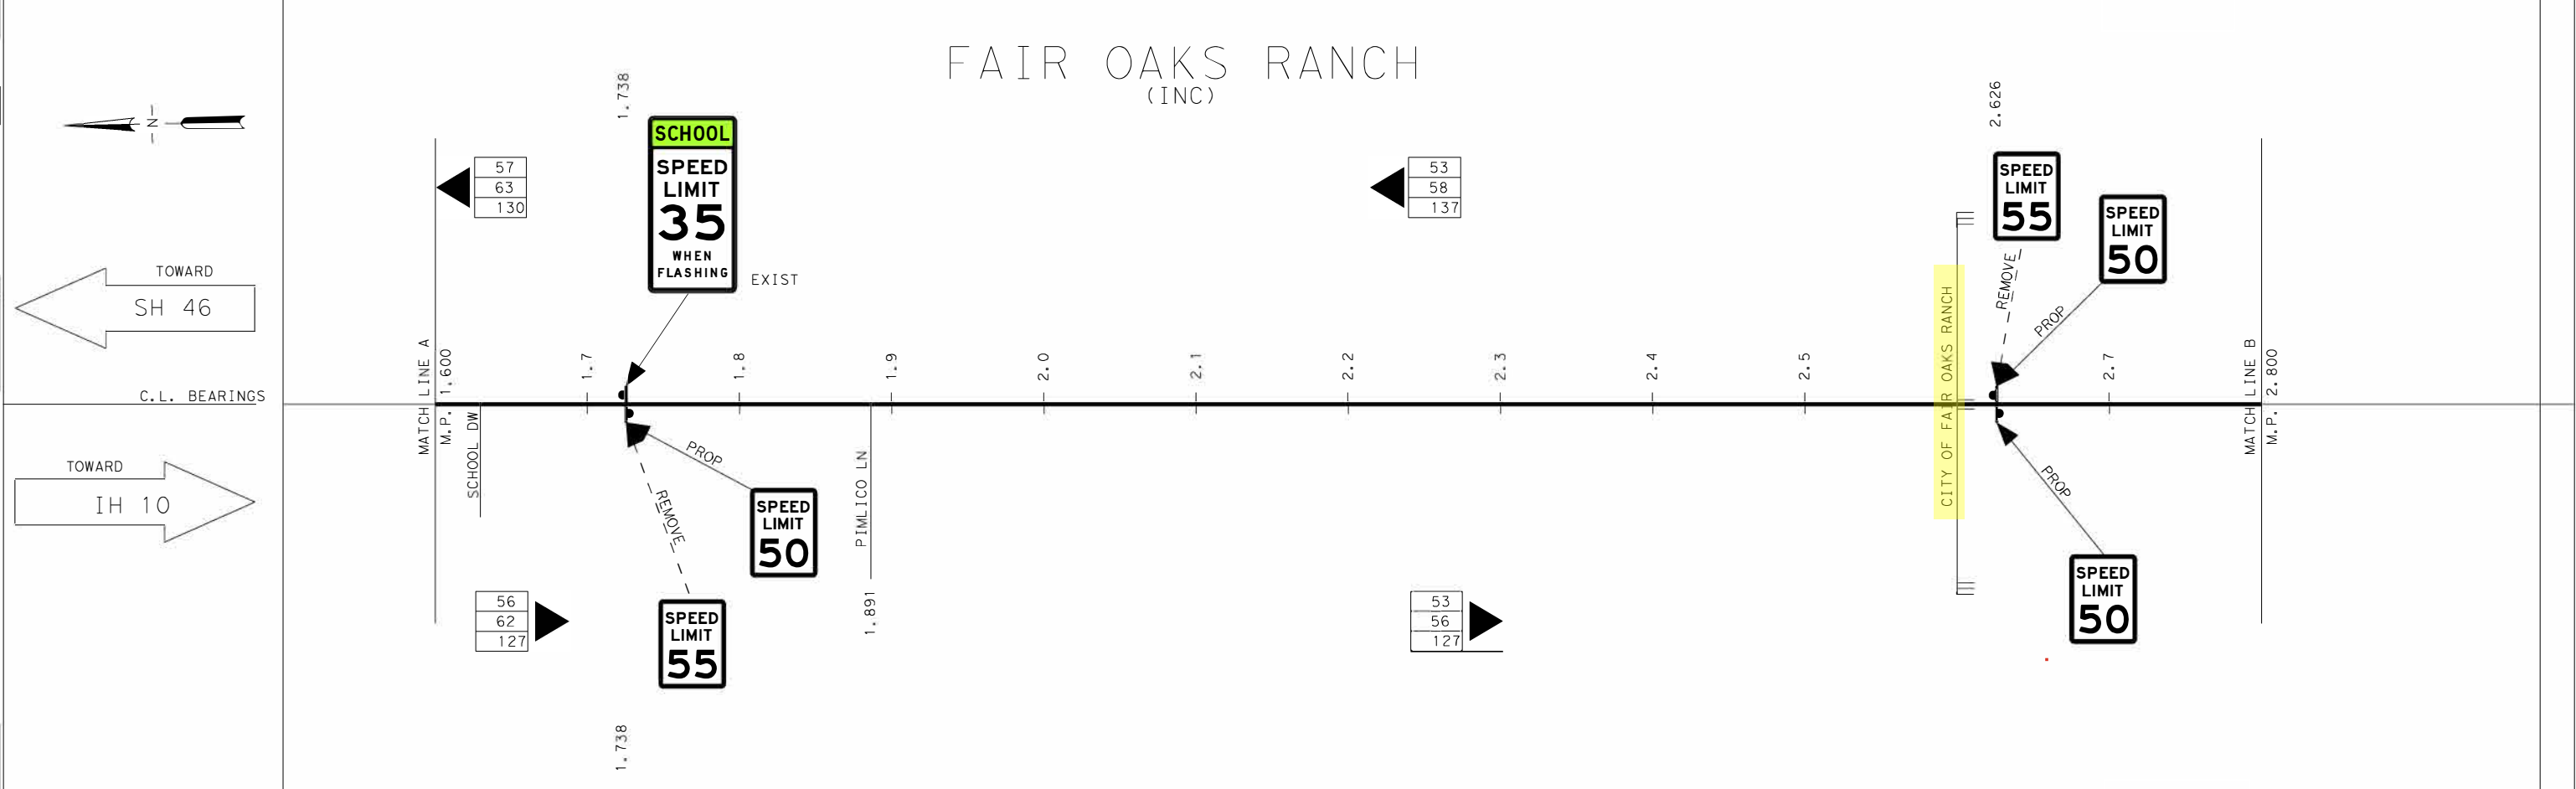 FAIR OAKS RANCH
(INC)
-N-
TOWARD
SH 46
C.L. BEARINGS
TOWARD
IH 10
MATCH LINE A
M.P. 1.600
SCHOOL DW
57
63
130
1.738
SCHOOL
SPEED
LIMIT
35
WHEN
FLASHING
EXIST
53
58
137
2.626
SPEED
LIMIT
55
REMOVE
SPEED
LIMIT
50
PROP
1.7
1.8
1.9
2.0
2.1
2.2
2.3
2.4
2.5
2.7
CITY OF FAIR OAKS RANCH
MATCH LINE B
M.P. 2.800
PROP
SPEED
LIMIT
50
REMOVE
SPEED
LIMIT
55
1.738
PIMLICO LN
1.891
56
62
127
53
56
127
PROP
SPEED
LIMIT
50